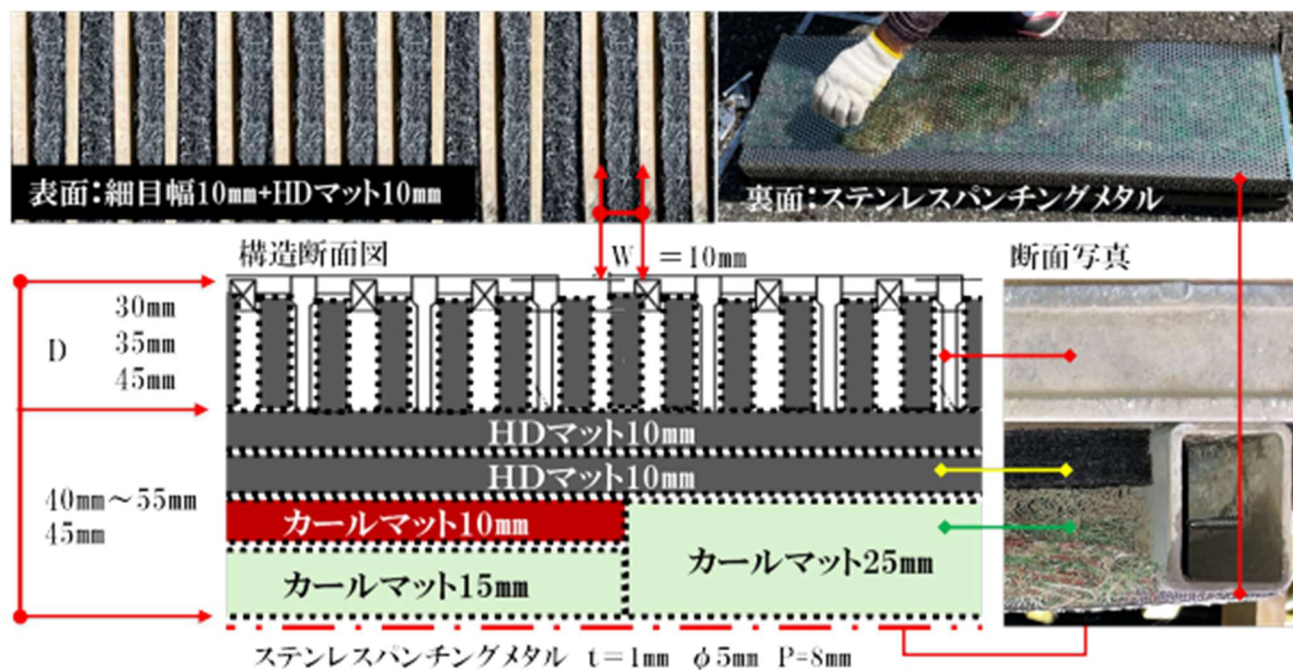 表面：細目幅10㎜+HDマット10㎜
裏面：ステンレスパンチングメタル
構造断面図
W ＝10㎜
断面写真
D
30㎜
35㎜
45㎜
HDマット10㎜
HDマット10㎜
40㎜～55㎜
45㎜
カールマット10㎜
カールマット25㎜
カールマット15㎜
ステンレスパンチングメタル t＝1㎜ φ5㎜ P=8㎜